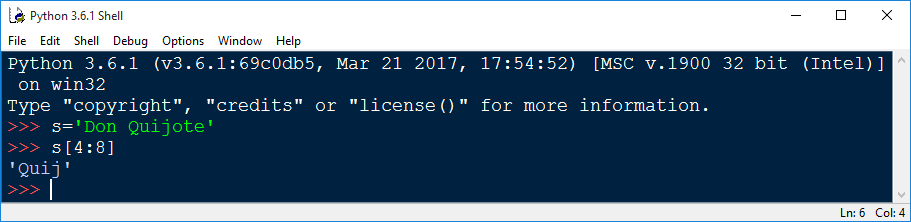 Python 3.6.1 Shell
File Edit Shell Debug Options Window Help
Python 3.6.1 (v3.6.1:69c0db5, Mar 21 2017, 17:54:52) [MSC v.1900 32 bit (Intel)]
on win32
Type "copyright", "credits" or "license()" for more information.
>>> s='Don Quijote'
>>> s[4:8]
'Quij'
>>>
Ln: 6 Col: 4